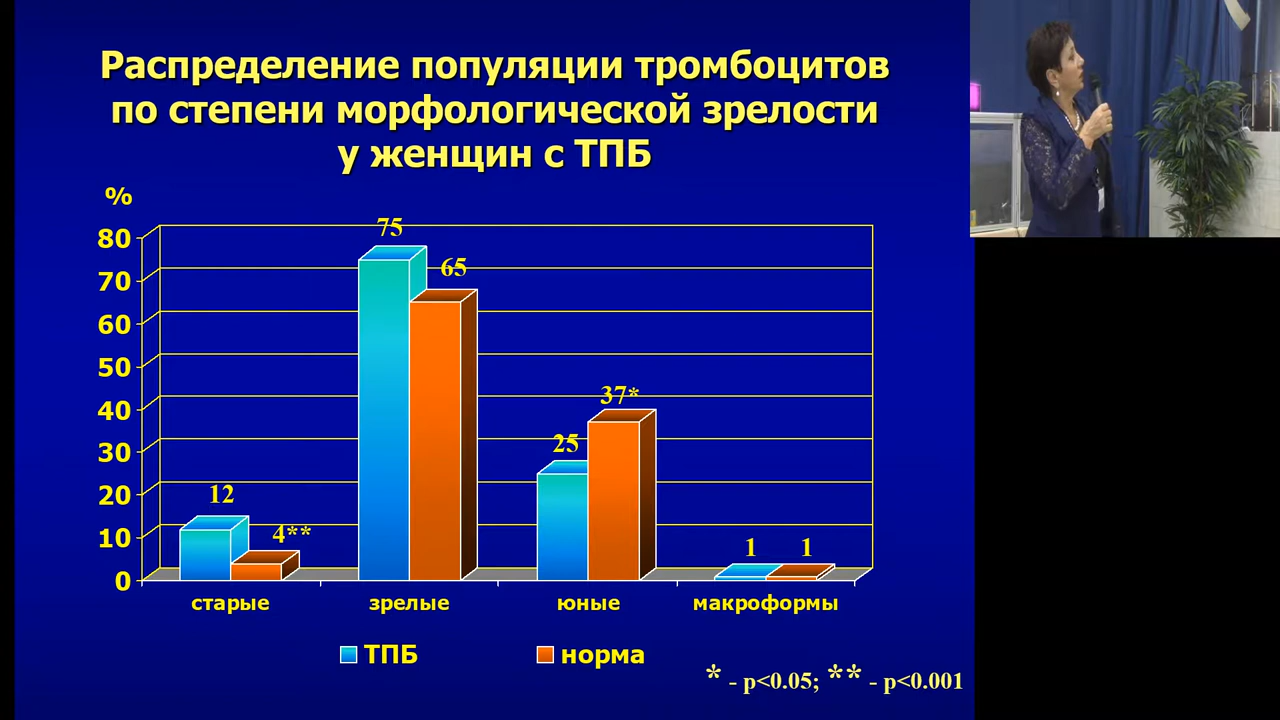 Распределение популяции тромбоцитов
по степени морфологической зрелости
у женщин с ТПБ
%
80
70
60
50
40
30
20
10
0
12
4**
75
65
25
37*
1
1
старые
зрелые
юные
макроформы
ТПБ
норма
* - p<0.05; ** - p<0.001